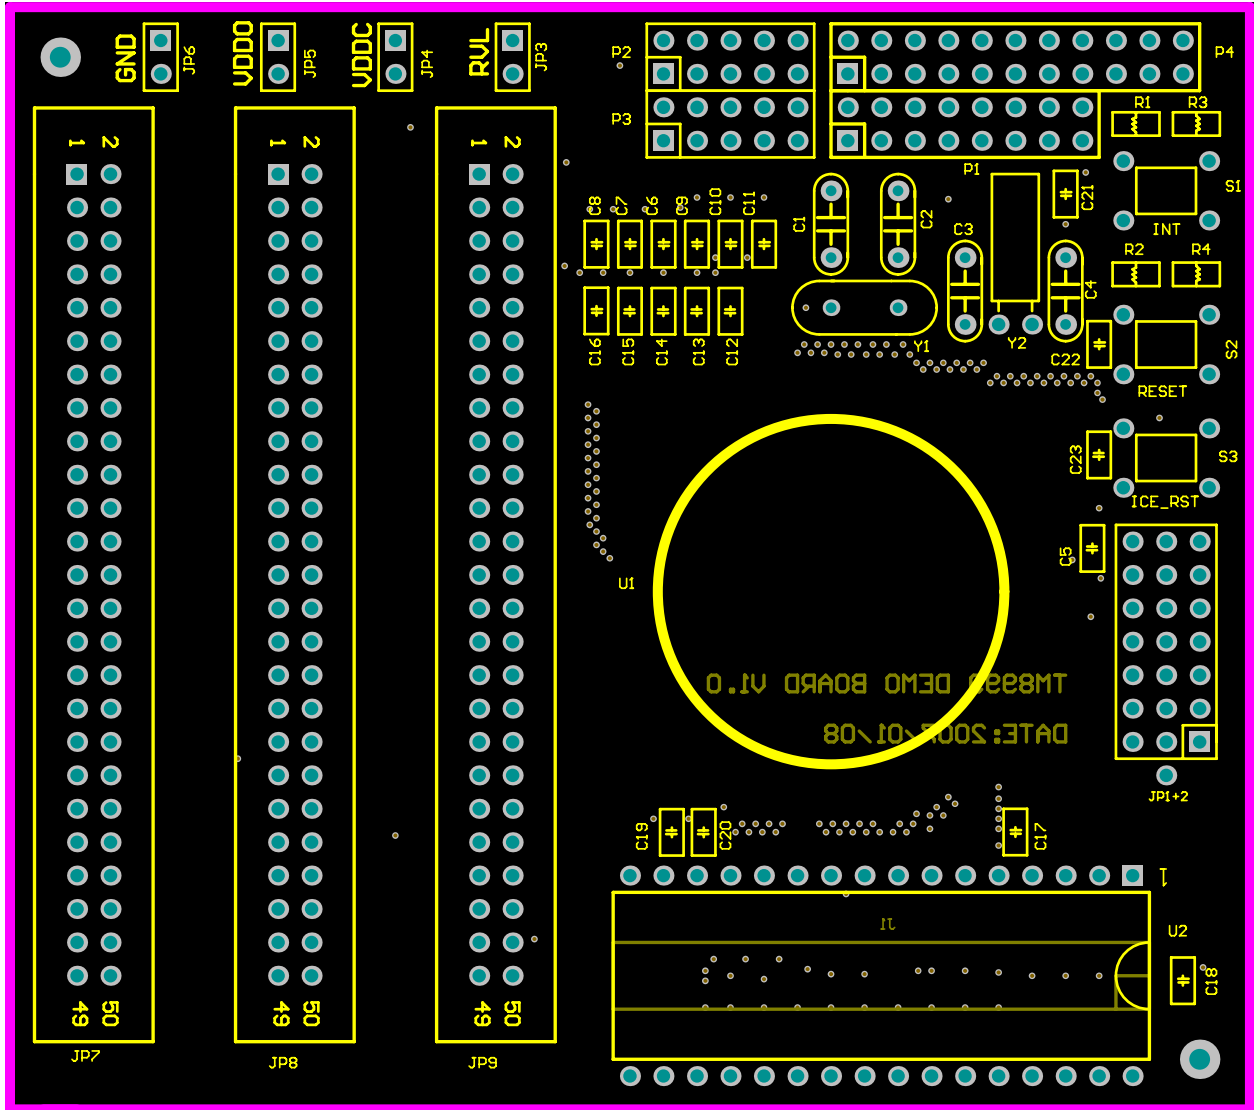 GND JP6 VDDO JP5 VDDC JP4 RVL JP3 P2 P4
P3 R1 R3
1 2 1 2 1 2
P1 C21 S1
C8 C7 C6 C9 C10 C11 C1 C2 C3 INT
R2 R4
C4
C16 C15 C14 C13 C12 Y1 Y2 C22 S2
RESET
C23 S3
ICE_RST
C5
U1
DEMO BOARD V1.0
DATE:2007/01/08
JP1+2
C19 C20 C17
1
J1 U2
C18
49 50 49 50 49 50
JP7 JP8 JP9